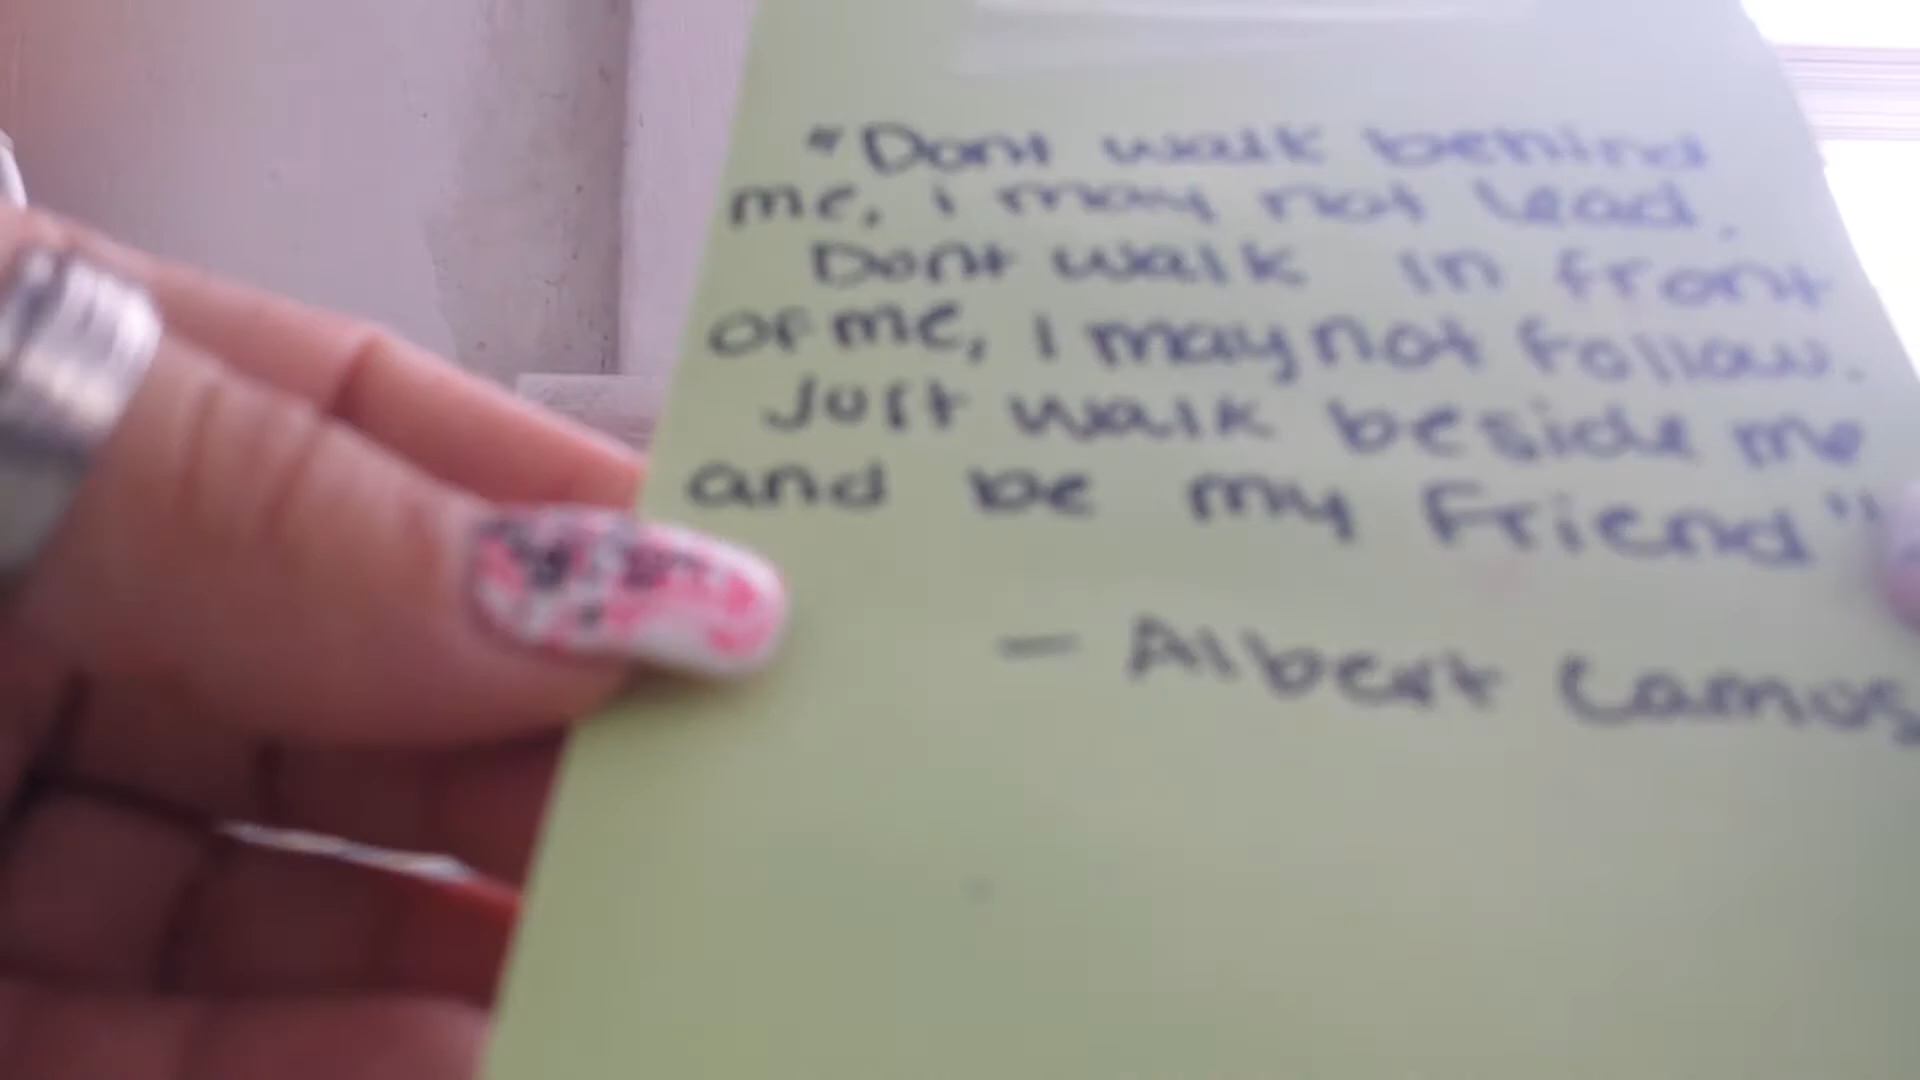 "Dont walk behind
me, i may not lead.
Dont walk in front
of me, i may not follow.
Just walk beside me
and be my Friend"
- Albert Camus